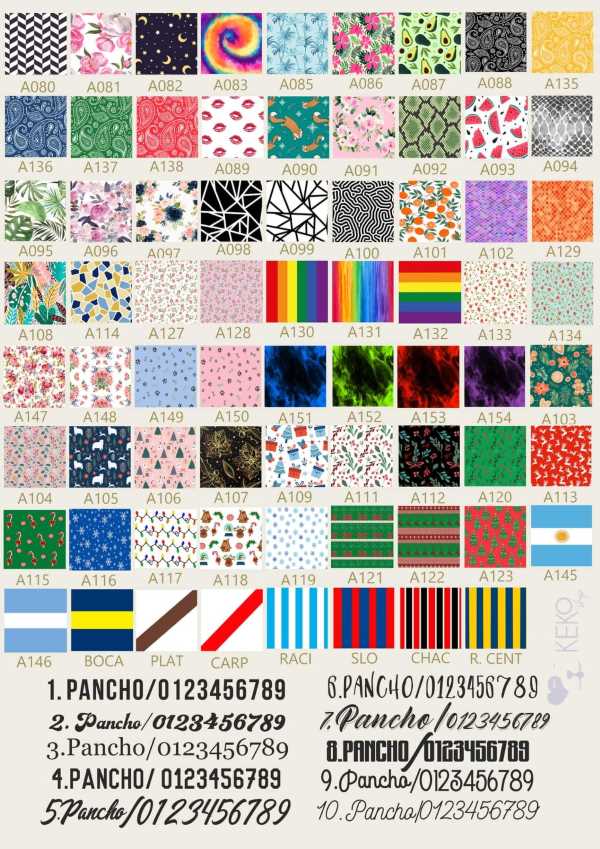 A080 A081 A082 A083 A085 A086 A087 A088 A135
A136 A137 A138 A089 A090 A091 A092 A093 A094
A095 A096 A097 A098 A099 A100 A101 A102 A129
A108 A114 A127 A128 A130 A131 A132 A133 A134
A147 A148 A149 A150 A151 A152 A153 A154 A103
A104 A105 A106 A107 A109 A111 A112 A120 A113
A115 A116 A117 A118 A119 A121 A122 A123 A145
A146 BOCA PLAT CARP RACI SLO CHAC R. CENT
KEKO
1. PANCHO/0123456789
2. Pancho/0123456789
3.Pancho/0123456789
4. PANCHO/ 0123456789
5.Pancho/0123456789
6.PANCHO/0123456789
7.Pancho/0123456789
8.PANCHO/0123456789
9.Pancho/0123456789
10.Pancho/0123456789